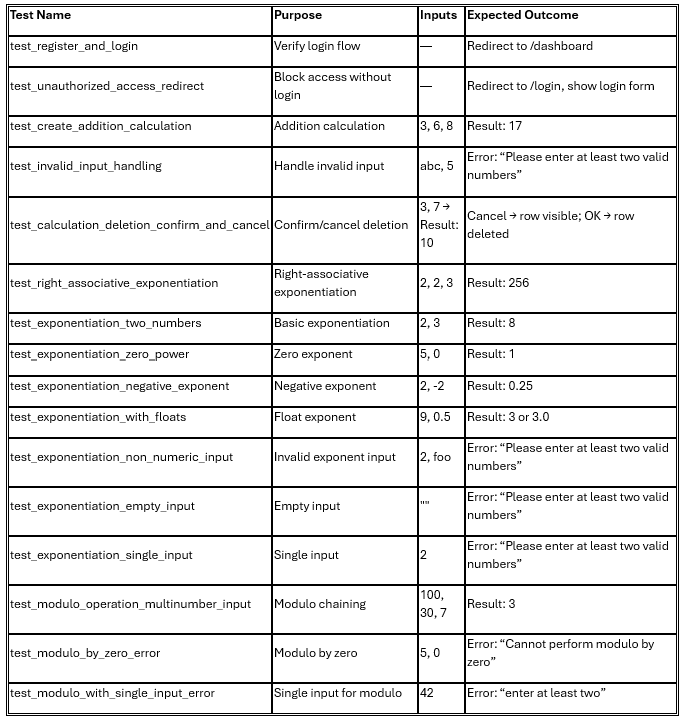 Test Name Purpose Inputs Expected Outcome
test_register_and_login Verify login flow — Redirect to /dashboard
test_unauthorized_access_redirect Block access without login — Redirect to /login, show login form
test_create_addition_calculation Addition calculation 3, 6, 8 Result: 17
test_invalid_input_handling Handle invalid input abc, 5 Error: “Please enter at least two valid numbers”
test_calculation_deletion_confirm_and_cancel Confirm/cancel deletion 3, 7 → Result: 10 Cancel → row visible; OK → row deleted
test_right_associative_exponentiation Right-associative exponentiation 2, 2, 3 Result: 256
test_exponentiation_two_numbers Basic exponentiation 2, 3 Result: 8
test_exponentiation_zero_power Zero exponent 5, 0 Result: 1
test_exponentiation_negative_exponent Negative exponent 2, -2 Result: 0.25
test_exponentiation_with_floats Float exponent 9, 0.5 Result: 3 or 3.0
test_exponentiation_non_numeric_input Invalid exponent input 2, foo Error: “Please enter at least two valid numbers”
test_exponentiation_empty_input Empty input "" Error: “Please enter at least two valid numbers”
test_exponentiation_single_input Single input 2 Error: “Please enter at least two valid numbers”
test_modulo_operation_multinumber_input Modulo chaining 100, 30, 7 Result: 3
test_modulo_by_zero_error Modulo by zero 5, 0 Error: “Cannot perform modulo by zero”
test_modulo_with_single_input_error Single input for modulo 42 Error: “enter at least two”